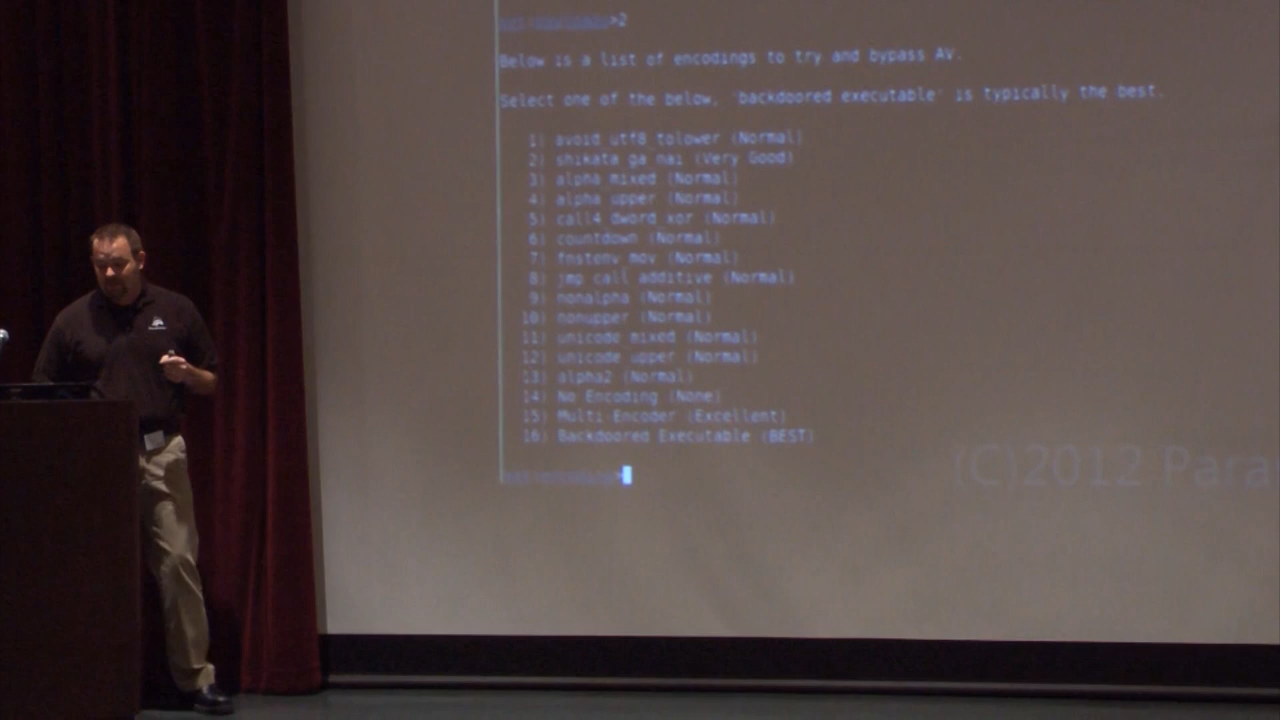 >2
Below is a list of encodings to try and bypass AV.
Select one of the below, 'backdoored executable' is typically the best.
1) avoid_utf8_tolower (Normal)
2) shikata_ga_nai (Very Good)
3) alpha_mixed (Normal)
4) alpha_upper (Normal)
5) call4_dword_xor (Normal)
6) countdown (Normal)
7) fnstenv_mov (Normal)
8) jmp_call_additive (Normal)
9) nonalpha (Normal)
10) nonupper (Normal)
11) unicode_mixed (Normal)
12) unicode_upper (Normal)
13) alpha2 (Normal)
14) No Encoding (None)
15) Multi-Encoder (Excellent)
16) Backdoored Executable (BEST)
(C)2012 Para